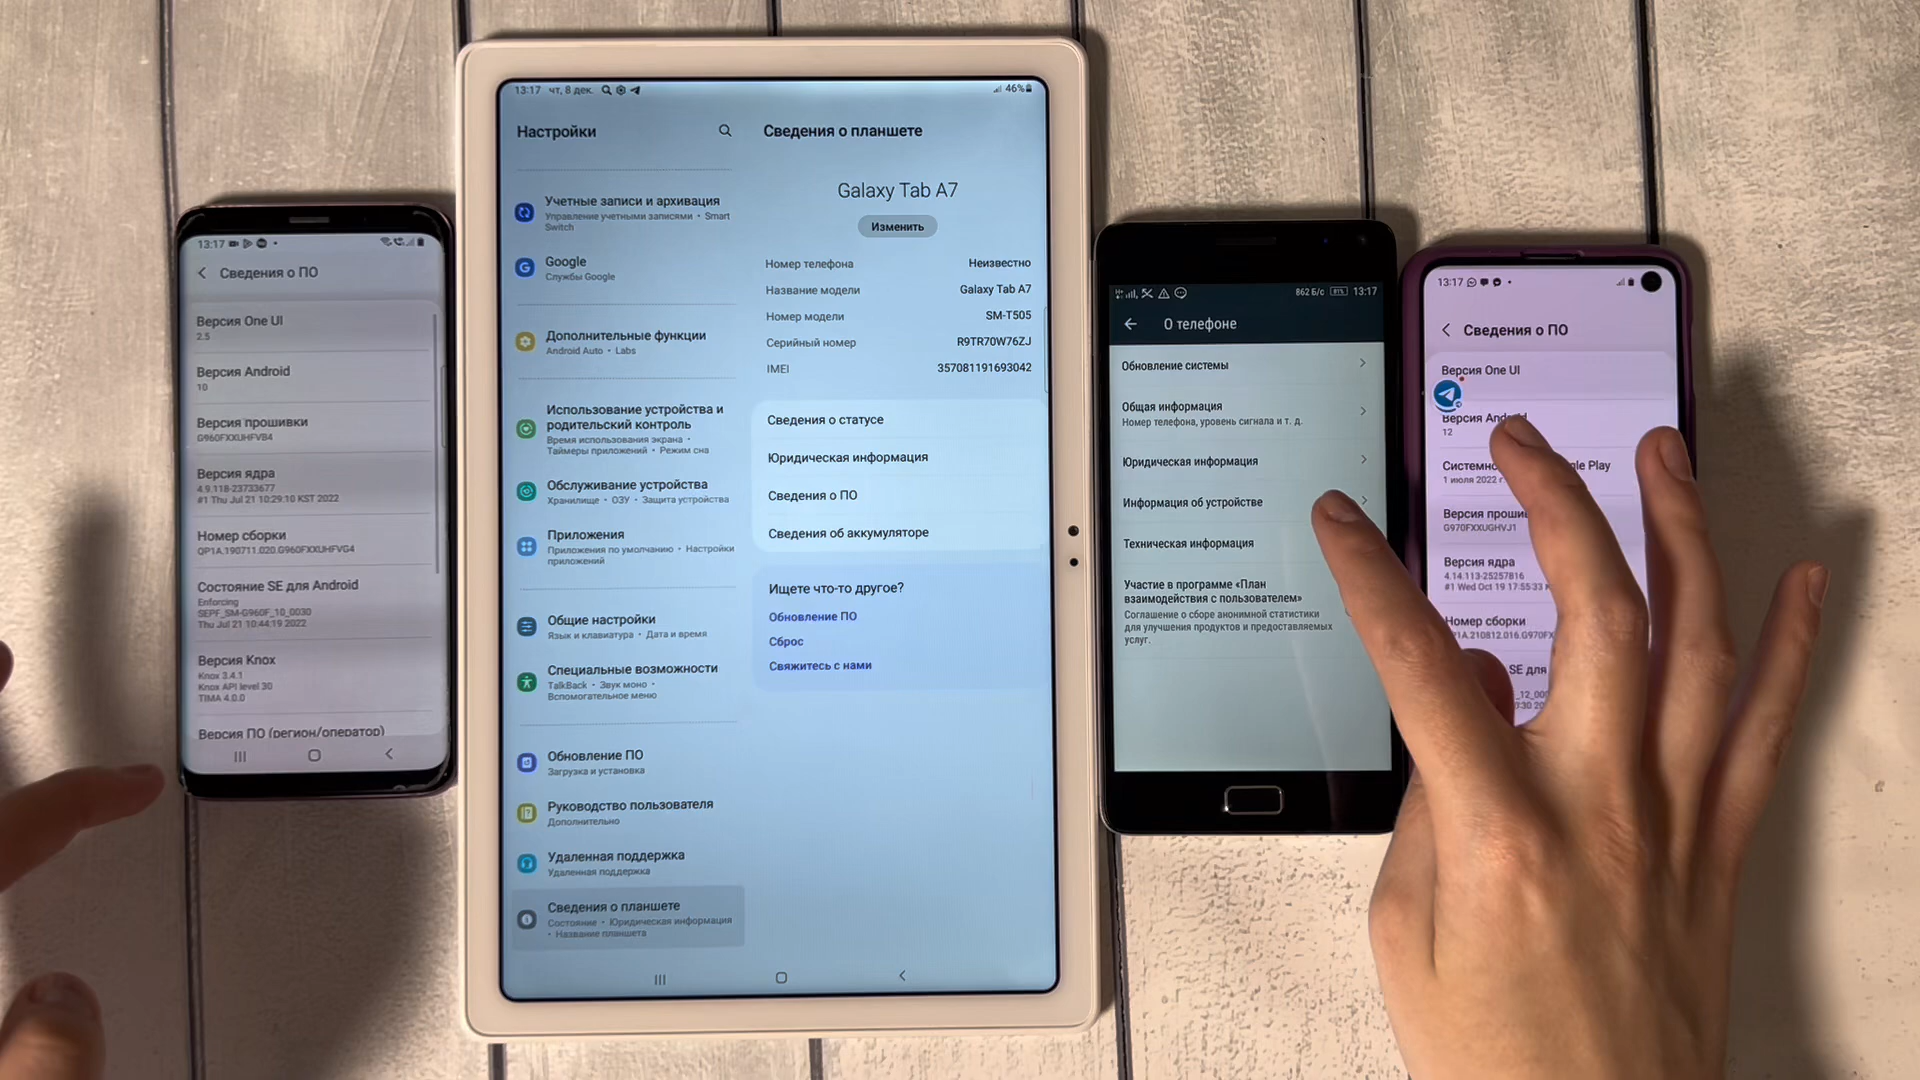 13:17
Сведения о ПО
Версия One UI
2.5
Версия Android
10
Версия прошивки
G960FXXUHFVB4
Версия ядра
4.9.118-23733677
#1 Thu Jul 21 10:29:10 KST 2022
Номер сборки
QP1A.190711.020.G960FXXUHFVG4
Состояние SE для Android
Enforcing
SEPF_SM-G960F_10_0030
Thu Jul 21 10:44:19 2022
Версия Knox
Knox 3.4.1
Knox API level 30
TIMA 4.0.0
Версия ПО (регион/оператор)
13:17 чт, 8 дек.
46%
Настройки
Учетные записи и архивация
Управление учетными записями • Smart
Switch
Google
Службы Google
Дополнительные функции
Android Auto • Labs
Использование устройства и
родительский контроль
Время использования экрана •
Таймеры приложений • Режим сна
Обслуживание устройства
Хранилище • ОЗУ • Защита устройства
Приложения
Приложения по умолчанию • Настройки
приложений
Общие настройки
Язык и клавиатура • Дата и время
Специальные возможности
TalkBack • Звук моно •
Вспомогательное меню
Обновление ПО
Загрузка и установка
Руководство пользователя
Дополнительно
Удаленная поддержка
Удаленная поддержка
Сведения о планшете
Состояние • Юридическая информация
• Название планшета
Сведения о планшете
Galaxy Tab A7
Изменить
Номер телефона Неизвестно
Название модели Galaxy Tab A7
Номер модели SM-T505
Серийный номер R9TR70W76ZJ
IMEI 357081191693042
Сведения о статусе
Юридическая информация
Сведения о ПО
Сведения об аккумуляторе
Ищете что-то другое?
Обновление ПО
Сброс
Свяжитесь с нами
862 Б/с 81% 13:17
О телефоне
Обновление системы
Общая информация
Номер телефона, уровень сигнала и т. д.
Юридическая информация
Информация об устройстве
Техническая информация
Участие в программе «План
взаимодействия с пользователем»
Соглашение о сборе анонимной статистики
для улучшения продуктов и предоставляемых
услуг.
13:17
Сведения о ПО
Версия One UI
Версия Android
12
Системно gle Play
1 июля 2022 г.
Версия проши
G970FXXUGHVJ1
Версия ядра
4.14.113-25257816
#1 Wed Oct 19 17:55:33
Номер сборки
P1A.210812.016.G970FX
SE для